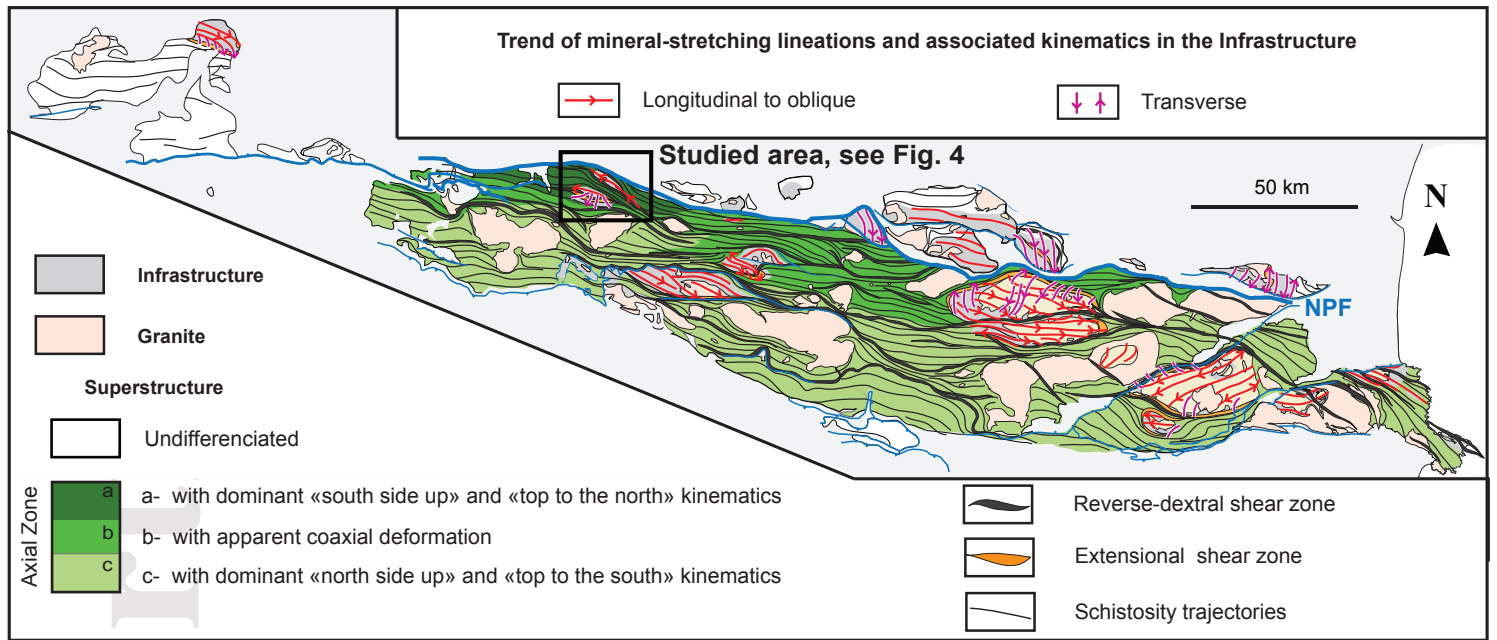 Trend of mineral-stretching lineations and associated kinematics in the Infrastructure
Longitudinal to oblique
Transverse
Studied area, see Fig. 4
50 km
N
NPF
Infrastructure
Granite
Superstructure
Undifferenciated
Axial Zone
a
a- with dominant «south side up» and «top to the north» kinematics
b
b- with apparent coaxial deformation
c
c- with dominant «north side up» and «top to the south» kinematics
Reverse-dextral shear zone
Extensional shear zone
Schistosity trajectories